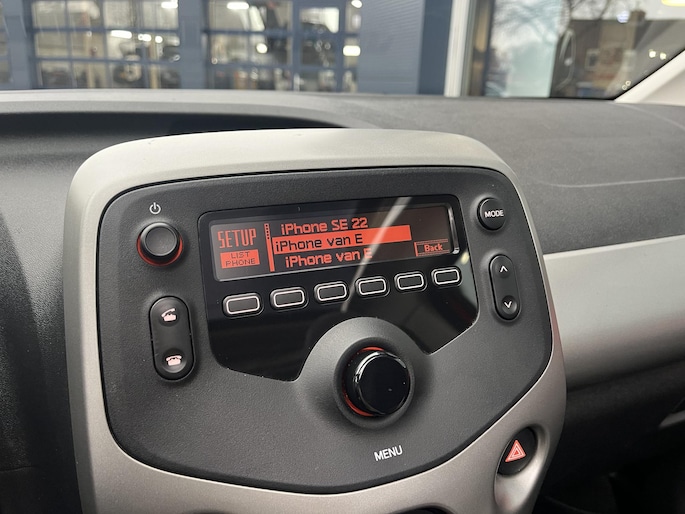 SETUP
LIST
PHONE
iPhone SE 22
iPhone van E
iPhone van E
Back
MODE
MENU